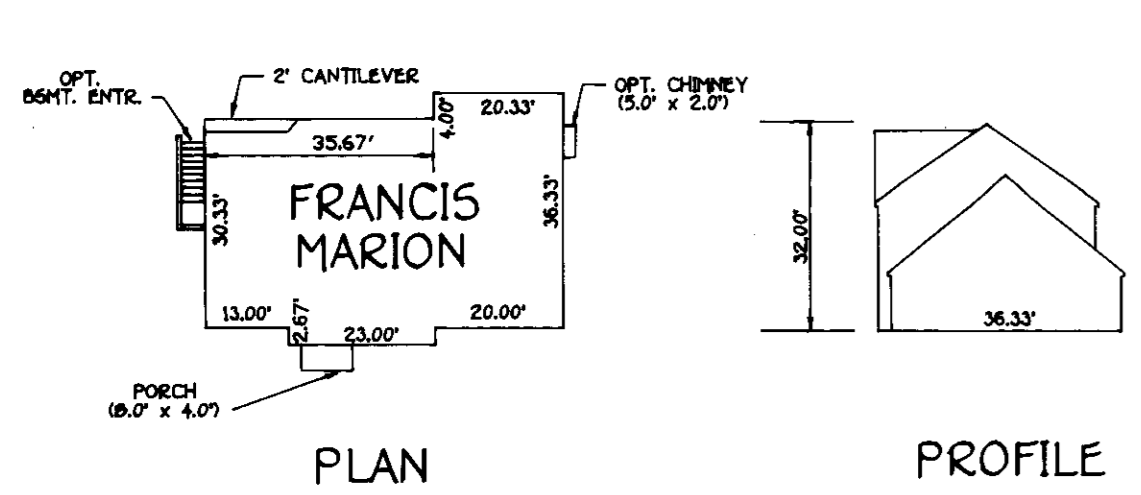 OPT.
BSMT. ENTR.
2' CANTILEVER
OPT. CHIMNEY
(5.0' x 2.0')
20.33'
4.00'
35.67'
FRANCIS
MARION
30.33'
36.33'
13.00'
2.67'
23.00'
20.00'
PORCH
(8.0' x 4.0')
PLAN
32.00'
36.33'
PROFILE